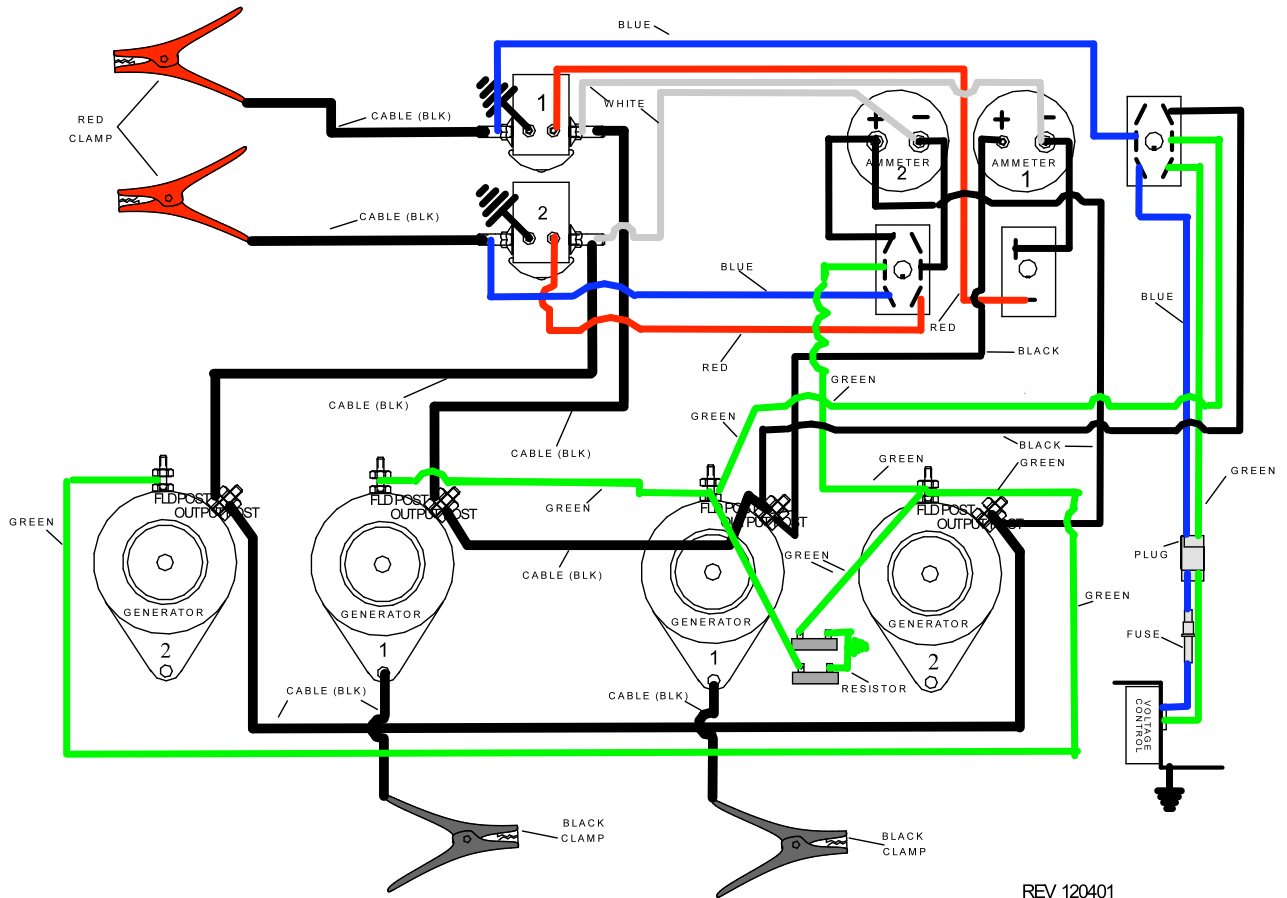 BLUE
RED
CLAMP
CABLE (BLK)
WHITE
1
+
−
AMMETER
2
+
−
AMMETER
1
CABLE (BLK)
2
BLUE
RED
RED
BLACK
BLUE
CABLE (BLK)
GREEN
GREEN
CABLE (BLK)
BLACK
GREEN
GREEN
GREEN
GREEN
GREEN
FLD POST
OUTPUT POST
FLD POST
OUTPUT POST
FLD POST
OUTPUT POST
FLD POST
OUTPUT POST
CABLE (BLK)
GREEN
PLUG
GREEN
FUSE
GENERATOR
2
GENERATOR
1
GENERATOR
1
GENERATOR
2
RESISTOR
CABLE (BLK)
CABLE (BLK)
VOLTAGE
CONTROL
BLACK
CLAMP
BLACK
CLAMP
REV 120401